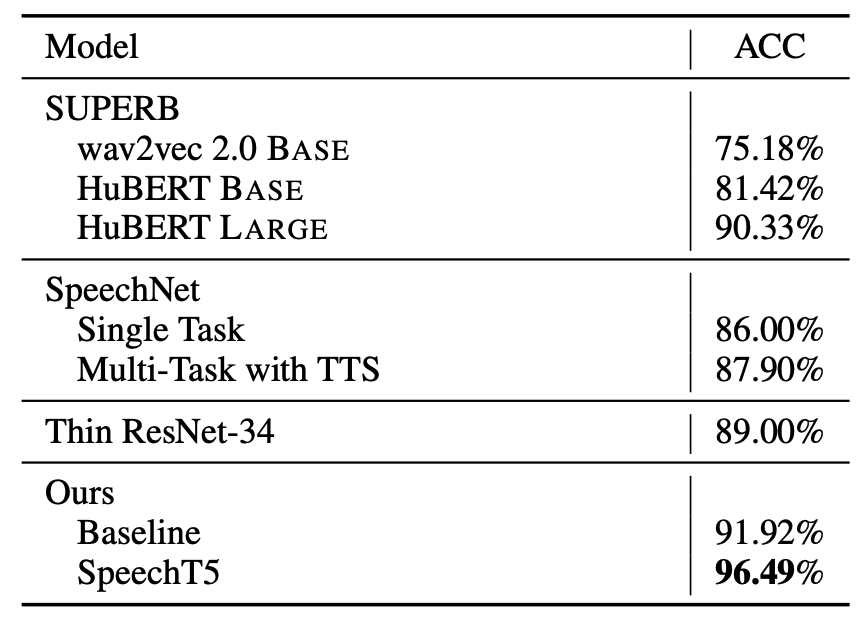 Model ACC
SUPERB
wav2vec 2.0 BASE 75.18%
HuBERT BASE 81.42%
HuBERT LARGE 90.33%
SpeechNet
Single Task 86.00%
Multi-Task with TTS 87.90%
Thin ResNet-34 89.00%
Ours
Baseline 91.92%
SpeechT5 96.49%